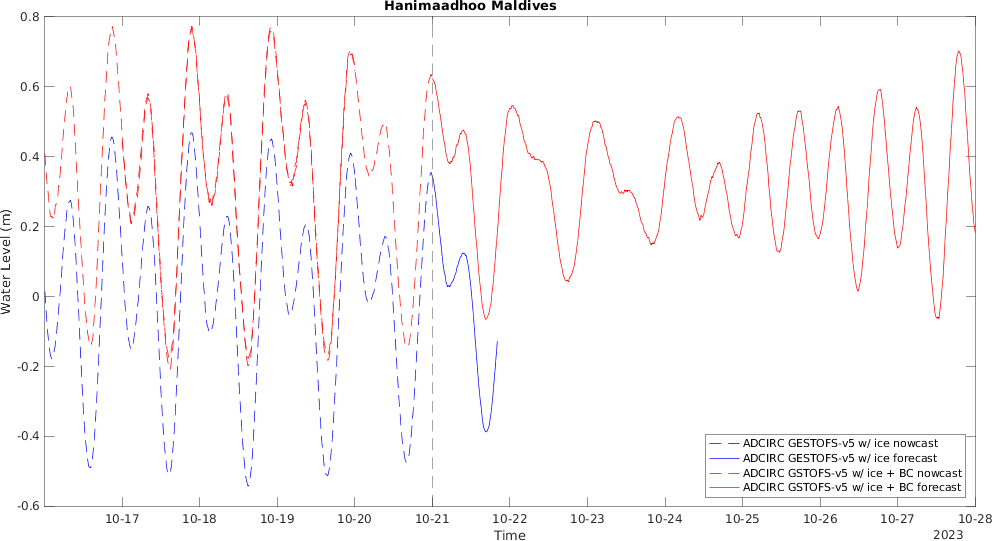 Hanimaadhoo Maldives
0.8
0.6
0.4
0.2
0
-0.2
-0.4
-0.6
Water Level (m)
10-17 10-18 10-19 10-20 10-21 10-22 10-23 10-24 10-25 10-26 10-27 10-28
Time
2023
ADCIRC GESTOFS-v5 w/ ice nowcast
ADCIRC GESTOFS-v5 w/ ice forecast
ADCIRC GSTOFS-v5 w/ ice + BC nowcast
ADCIRC GSTOFS-v5 w/ ice + BC forecast